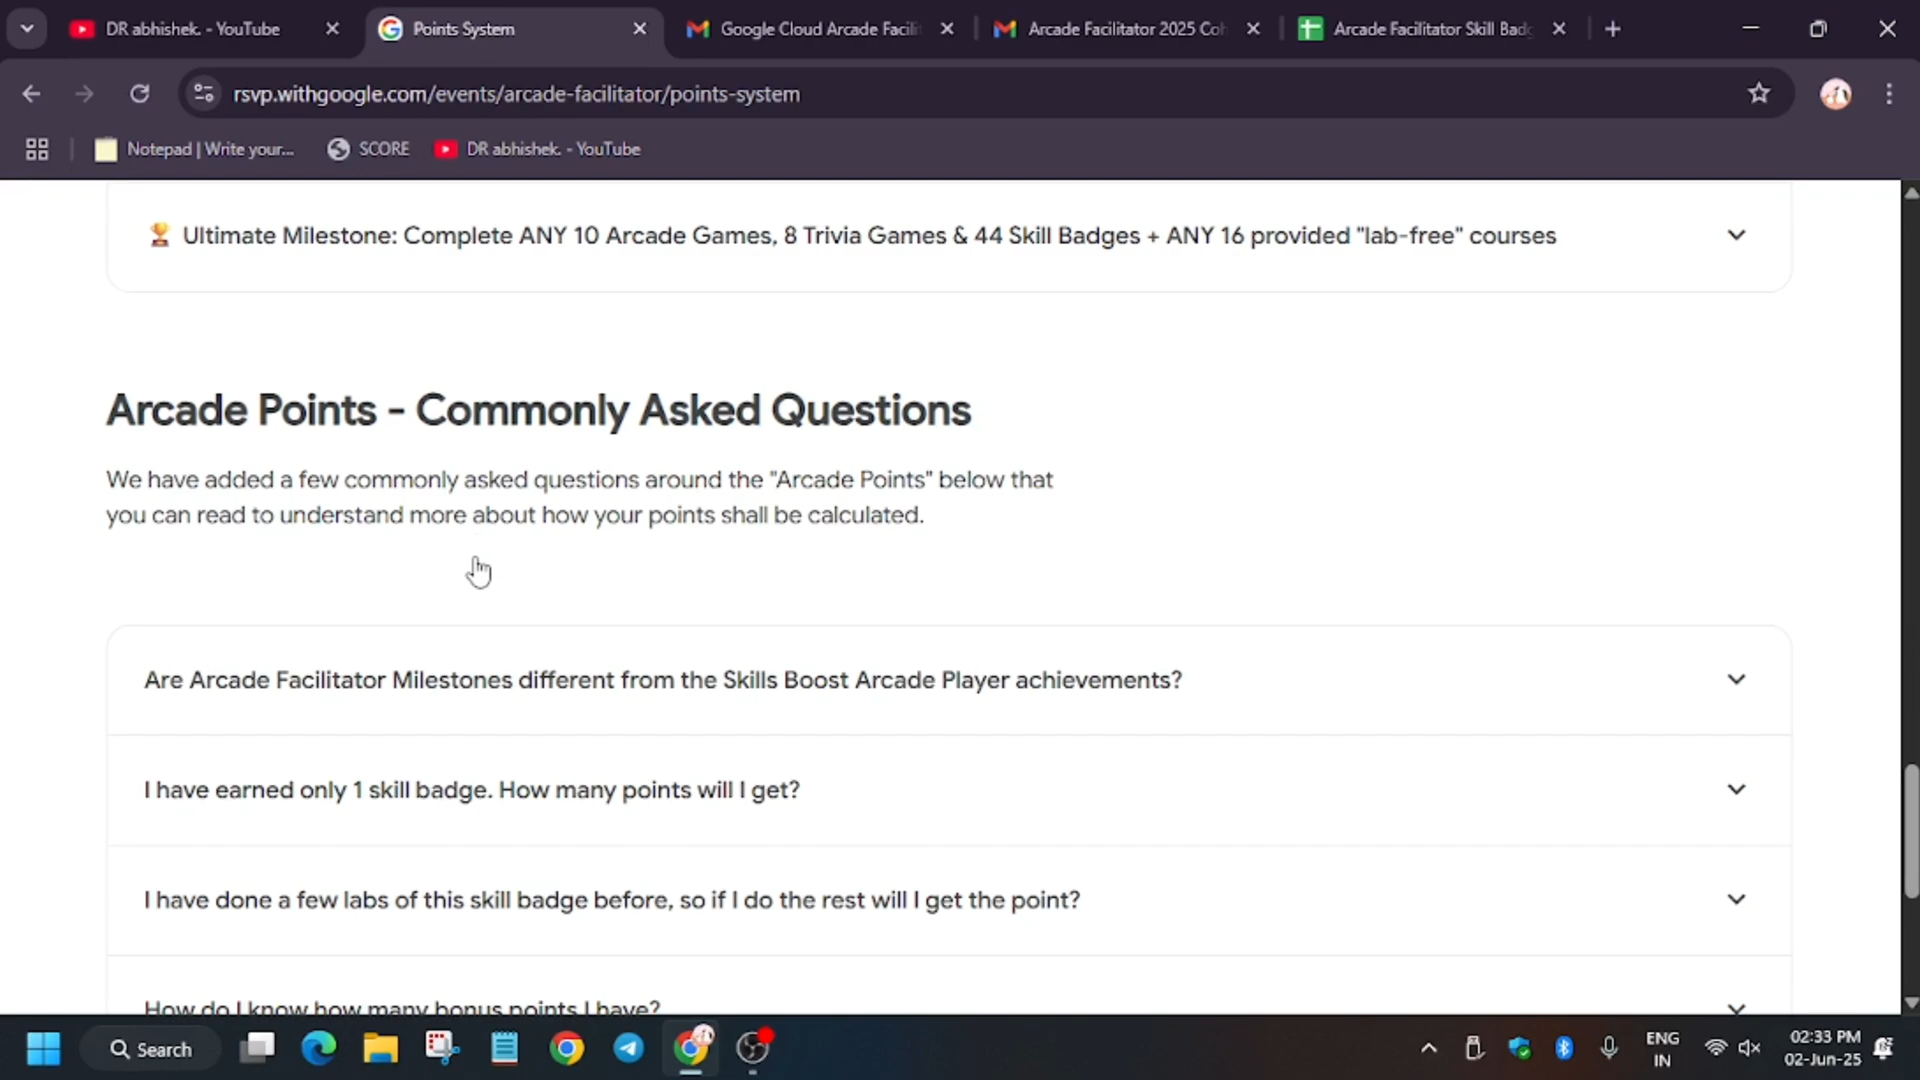 DR abhishek. - YouTube
Points System
Google Cloud Arcade Facili
Arcade Facilitator 2025 Coh
Arcade Facilitator Skill Badg
rsvp.withgoogle.com/events/arcade-facilitator/points-system
Notepad | Write your...
SCORE
DR abhishek. - YouTube
Ultimate Milestone: Complete ANY 10 Arcade Games, 8 Trivia Games & 44 Skill Badges + ANY 16 provided "lab-free" courses
Arcade Points - Commonly Asked Questions
We have added a few commonly asked questions around the "Arcade Points" below that
you can read to understand more about how your points shall be calculated.
Are Arcade Facilitator Milestones different from the Skills Boost Arcade Player achievements?
I have earned only 1 skill badge. How many points will I get?
I have done a few labs of this skill badge before, so if I do the rest will I get the point?
How do I know how many bonus points I have?
Search
ENG
IN
02:33 PM
02-Jun-25